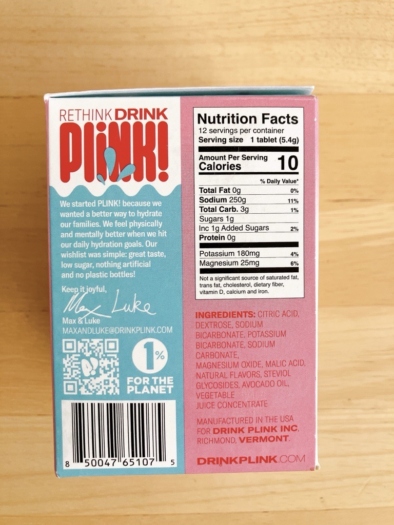 RETHINK DRINK
PLiNK!
We started PLINK! because we
wanted a better way to hydrate
our families. We feel physically
and mentally better when we hit
our daily hydration goals. Our
wishlist was simple: great taste,
low sugar, nothing artificial
and no plastic bottles!
Keep it joyful,
Max Luke
Max & Luke
MAXANDLUKE@DRINKPLINK.COM
1%
FOR THE
PLANET
8 50047 65107 5
Nutrition Facts
12 servings per container
Serving size 1 tablet (5.4g)
Amount Per Serving
Calories 10
% Daily Value*
Total Fat 0g 0%
Sodium 250g 11%
Total Carb. 3g 1%
Sugars 1g
Inc 1g Added Sugars 2%
Protein 0g
Potassium 180mg 4%
Magnesium 25mg 6%
Not a significant source of saturated fat,
trans fat, cholesterol, dietary fiber,
vitamin D, calcium and iron.
INGREDIENTS: CITRIC ACID,
DEXTROSE, SODIUM
BICARBONATE, POTASSIUM
BICARBONATE, SODIUM
CARBONATE,
MAGNESIUM OXIDE, MALIC ACID,
NATURAL FLAVORS, STEVIOL
GLYCOSIDES, AVOCADO OIL,
VEGETABLE
JUICE CONCENTRATE
MANUFACTURED IN THE USA
FOR DRINK PLINK INC.
RICHMOND, VERMONT.
DRINKPLINK.COM